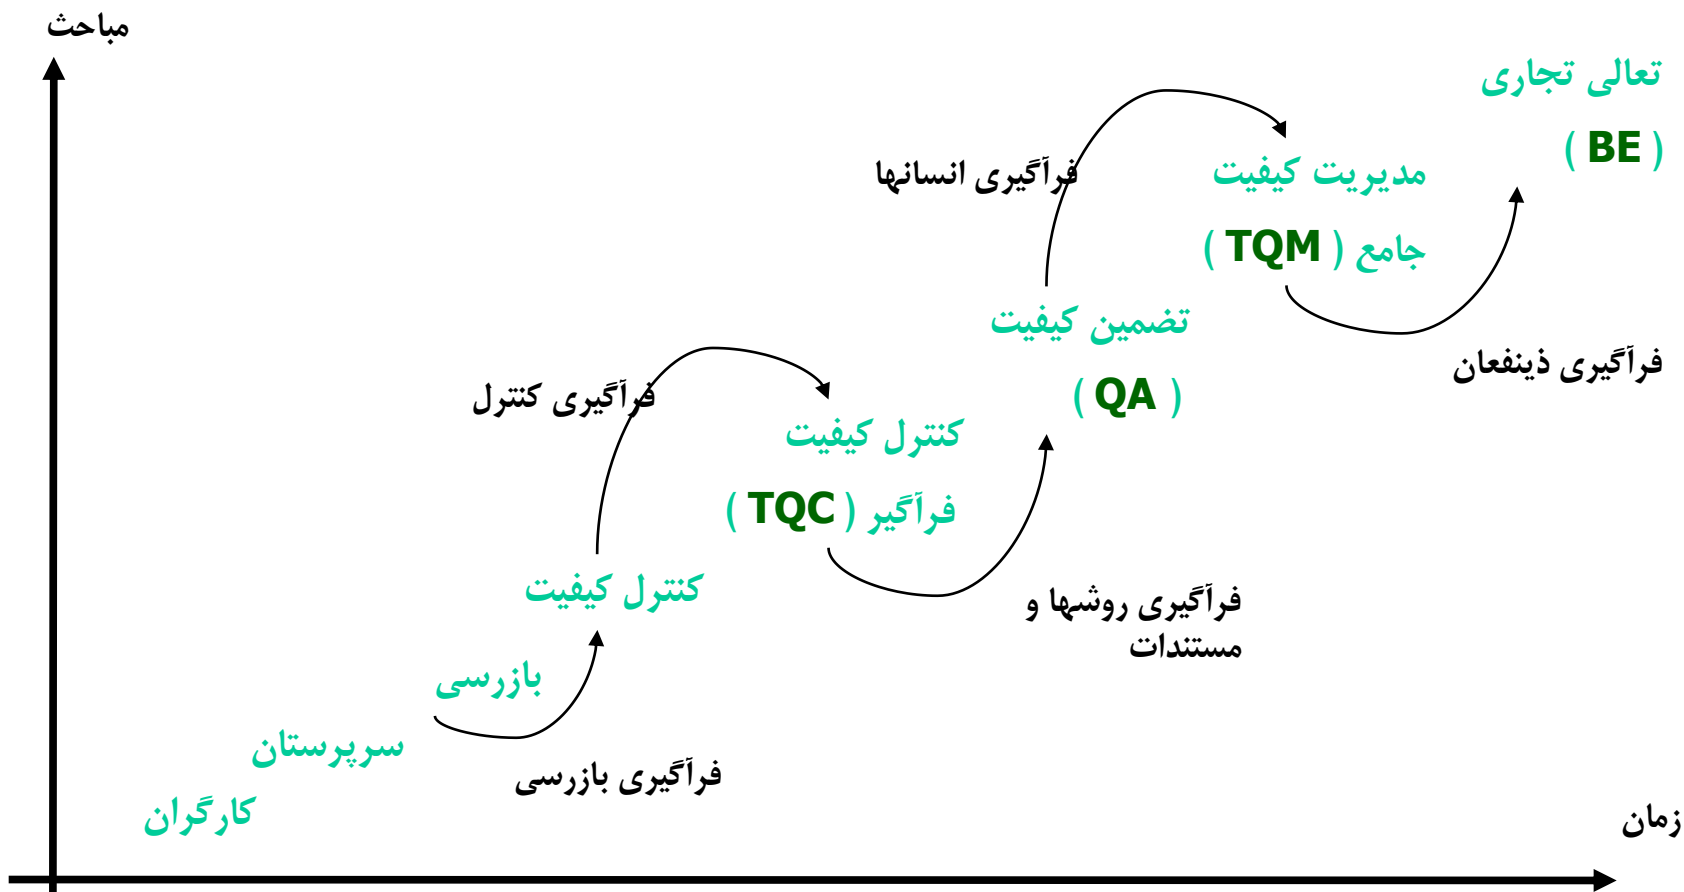 مباحث
تعالی تجاری
( BE )
فرآگیری انسانها
مدیریت کیفیت
جامع ( TQM )
تضمین کیفیت
( QA )
فرآگیری ذینفعان
فرآگیری کنترل
کنترل کیفیت
فرآگیر ( TQC )
کنترل کیفیت
فرآگیری روشها و
مستندات
بازرسی
سرپرستان
فرآگیری بازرسی
کارگران
زمان